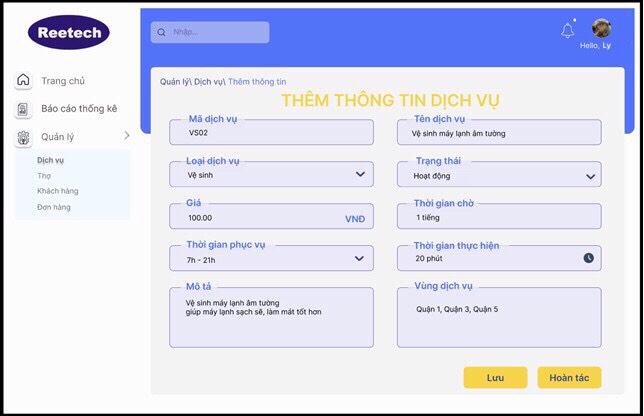 Reetech
Nhập...
Hello, Ly
Trang chủ
Báo cáo thống kê
Quản lý
Dịch vụ
Thợ
Khách hàng
Đơn hàng
Quản lý\ Dịch vụ\ Thêm thông tin
THÊM THÔNG TIN DỊCH VỤ
Mã dịch vụ
VS02
Tên dịch vụ
Vệ sinh máy lạnh âm tường
Loại dịch vụ
Vệ sinh
Trạng thái
Hoạt động
Giá
100.00 VNĐ
Thời gian chờ
1 tiếng
Thời gian phục vụ
7h - 21h
Thời gian thực hiện
20 phút
Mô tả
Vệ sinh máy lạnh âm tường
giúp máy lạnh sạch sẽ, làm mát tốt hơn
Vùng dịch vụ
Quận 1, Quận 3, Quận 5
Lưu
Hoàn tác